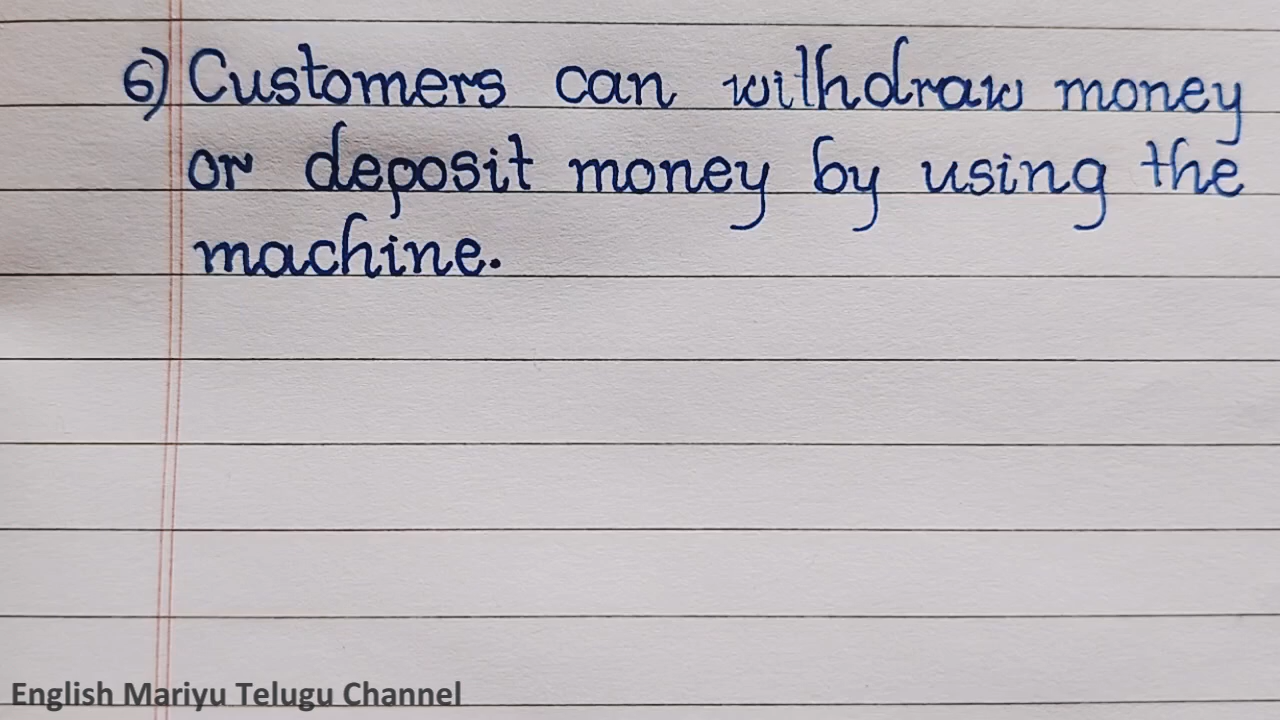 6) Customers can withdraw money
or deposit money by using the
machine.
English Mariyu Telugu Channel